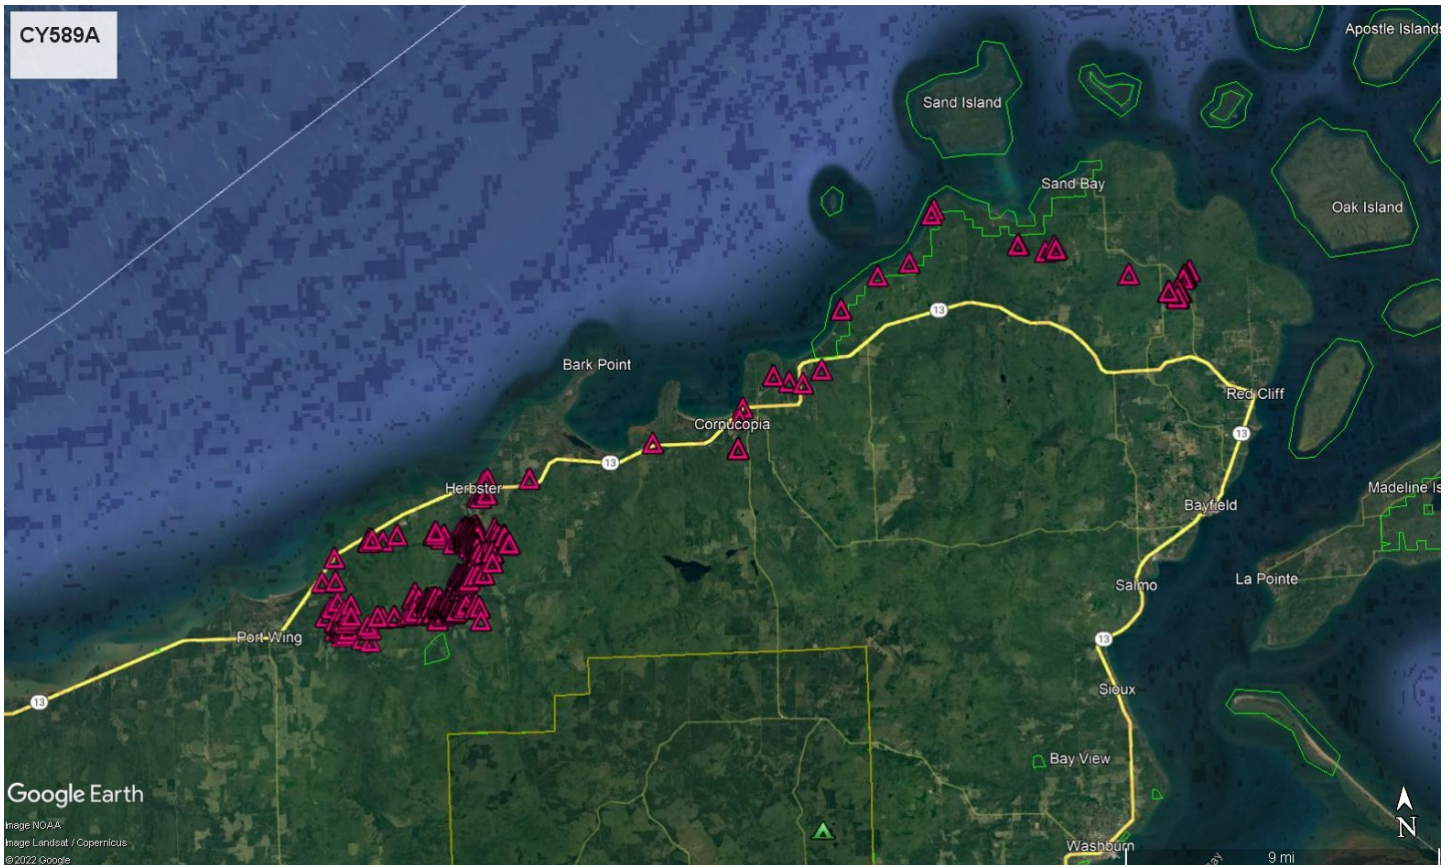 CY589A
Apostle Islands
Sand Island
Sand Bay
Oak Island
13
Bark Point
Red Cliff
Cornucopia
13
13
Herbster
Madeline Is
Bayfield
La Pointe
Salmo
Port Wing
13
Sioux
13
Bay View
Google Earth
Image NOAA
Image Landsat / Copernicus
©2022 Google
Washburn
N
9 mi